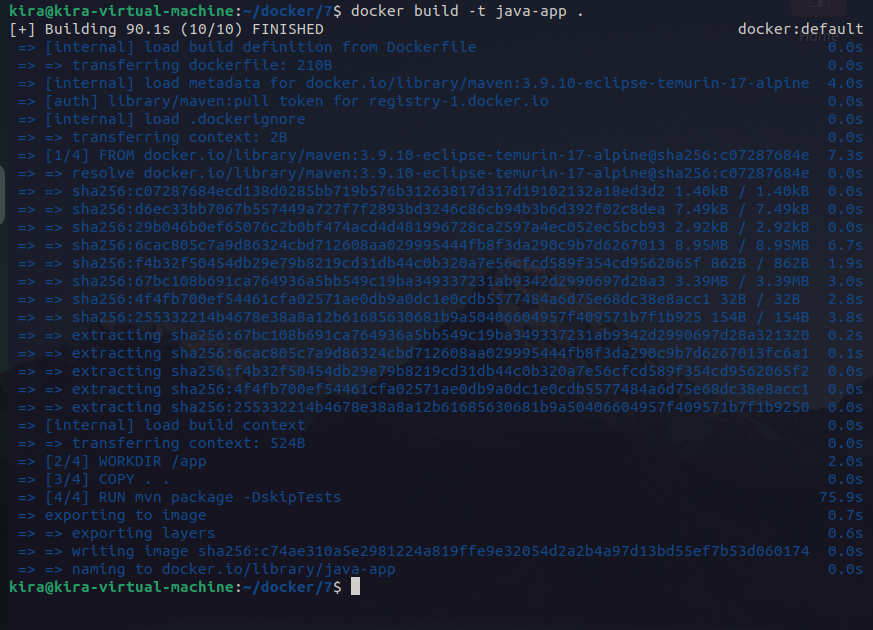 kira@kira-virtual-machine:~/docker/7$ docker build -t java-app .
[+] Building 90.1s (10/10) FINISHED docker:default
=> [internal] load build definition from Dockerfile 0.0s
=> => transferring dockerfile: 210B 0.0s
=> [internal] load metadata for docker.io/library/maven:3.9.10-eclipse-temurin-17-alpine 4.0s
=> [auth] library/maven:pull token for registry-1.docker.io 0.0s
=> [internal] load .dockerignore 0.0s
=> => transferring context: 2B 0.0s
=> [1/4] FROM docker.io/library/maven:3.9.10-eclipse-temurin-17-alpine@sha256:c07287684e 7.3s
=> => resolve docker.io/library/maven:3.9.10-eclipse-temurin-17-alpine@sha256:c07287684e 0.0s
=> => sha256:c07287684ecd138d0285bb719b576b31263817d317d19102132a18ed3d2 1.40kB / 1.40kB 0.0s
=> => sha256:d6ec33bb7067b557449a727f7f2893bd3246c86cb94b3b6d392f02c8dea 7.49kB / 7.49kB 0.0s
=> => sha256:29b046b0ef65076c2b0bf474acd4d481996728ca2597a4ec052ec5bcb93 2.92kB / 2.92kB 0.0s
=> => sha256:6cac805c7a9d86324cbd712608aa029995444fb8f3da290c9b7d6267013 8.95MB / 8.95MB 6.7s
=> => sha256:f4b32f50454db29e79b8219cd31db44c0b320a7e56cfcd589f354cd9562065f 862B / 862B 1.9s
=> => sha256:67bc108b691ca764936a5bb549c19ba349337231ab9342d2990697d28a3 3.39MB / 3.39MB 3.0s
=> => sha256:4f4fb700ef54461cfa02571ae0db9a0dc1e0cdb5577484a6d75e68dc38e8acc1 32B / 32B 2.8s
=> => sha256:255332214b4678e38a8a12b61685630681b9a50406604957f409571b7f1b925 154B / 154B 3.8s
=> => extracting sha256:67bc108b691ca764936a5bb549c19ba349337231ab9342d2990697d28a321320 0.2s
=> => extracting sha256:6cac805c7a9d86324cbd712608aa029995444fb8f3da290c9b7d6267013fc6a1 0.1s
=> => extracting sha256:f4b32f50454db29e79b8219cd31db44c0b320a7e56cfcd589f354cd9562065f2 0.0s
=> => extracting sha256:4f4fb700ef54461cfa02571ae0db9a0dc1e0cdb5577484a6d75e68dc38e8acc1 0.0s
=> => extracting sha256:255332214b4678e38a8a12b61685630681b9a50406604957f409571b7f1b9250 0.0s
=> [internal] load build context 0.0s
=> => transferring context: 524B 0.0s
=> [2/4] WORKDIR /app 2.0s
=> [3/4] COPY . . 0.0s
=> [4/4] RUN mvn package -DskipTests 75.9s
=> exporting to image 0.7s
=> => exporting layers 0.6s
=> => writing image sha256:c74ae310a5e2981224a819ffe9e32054d2a2b4a97d13bd55ef7b53d060174 0.0s
=> => naming to docker.io/library/java-app 0.0s
kira@kira-virtual-machine:~/docker/7$
Home